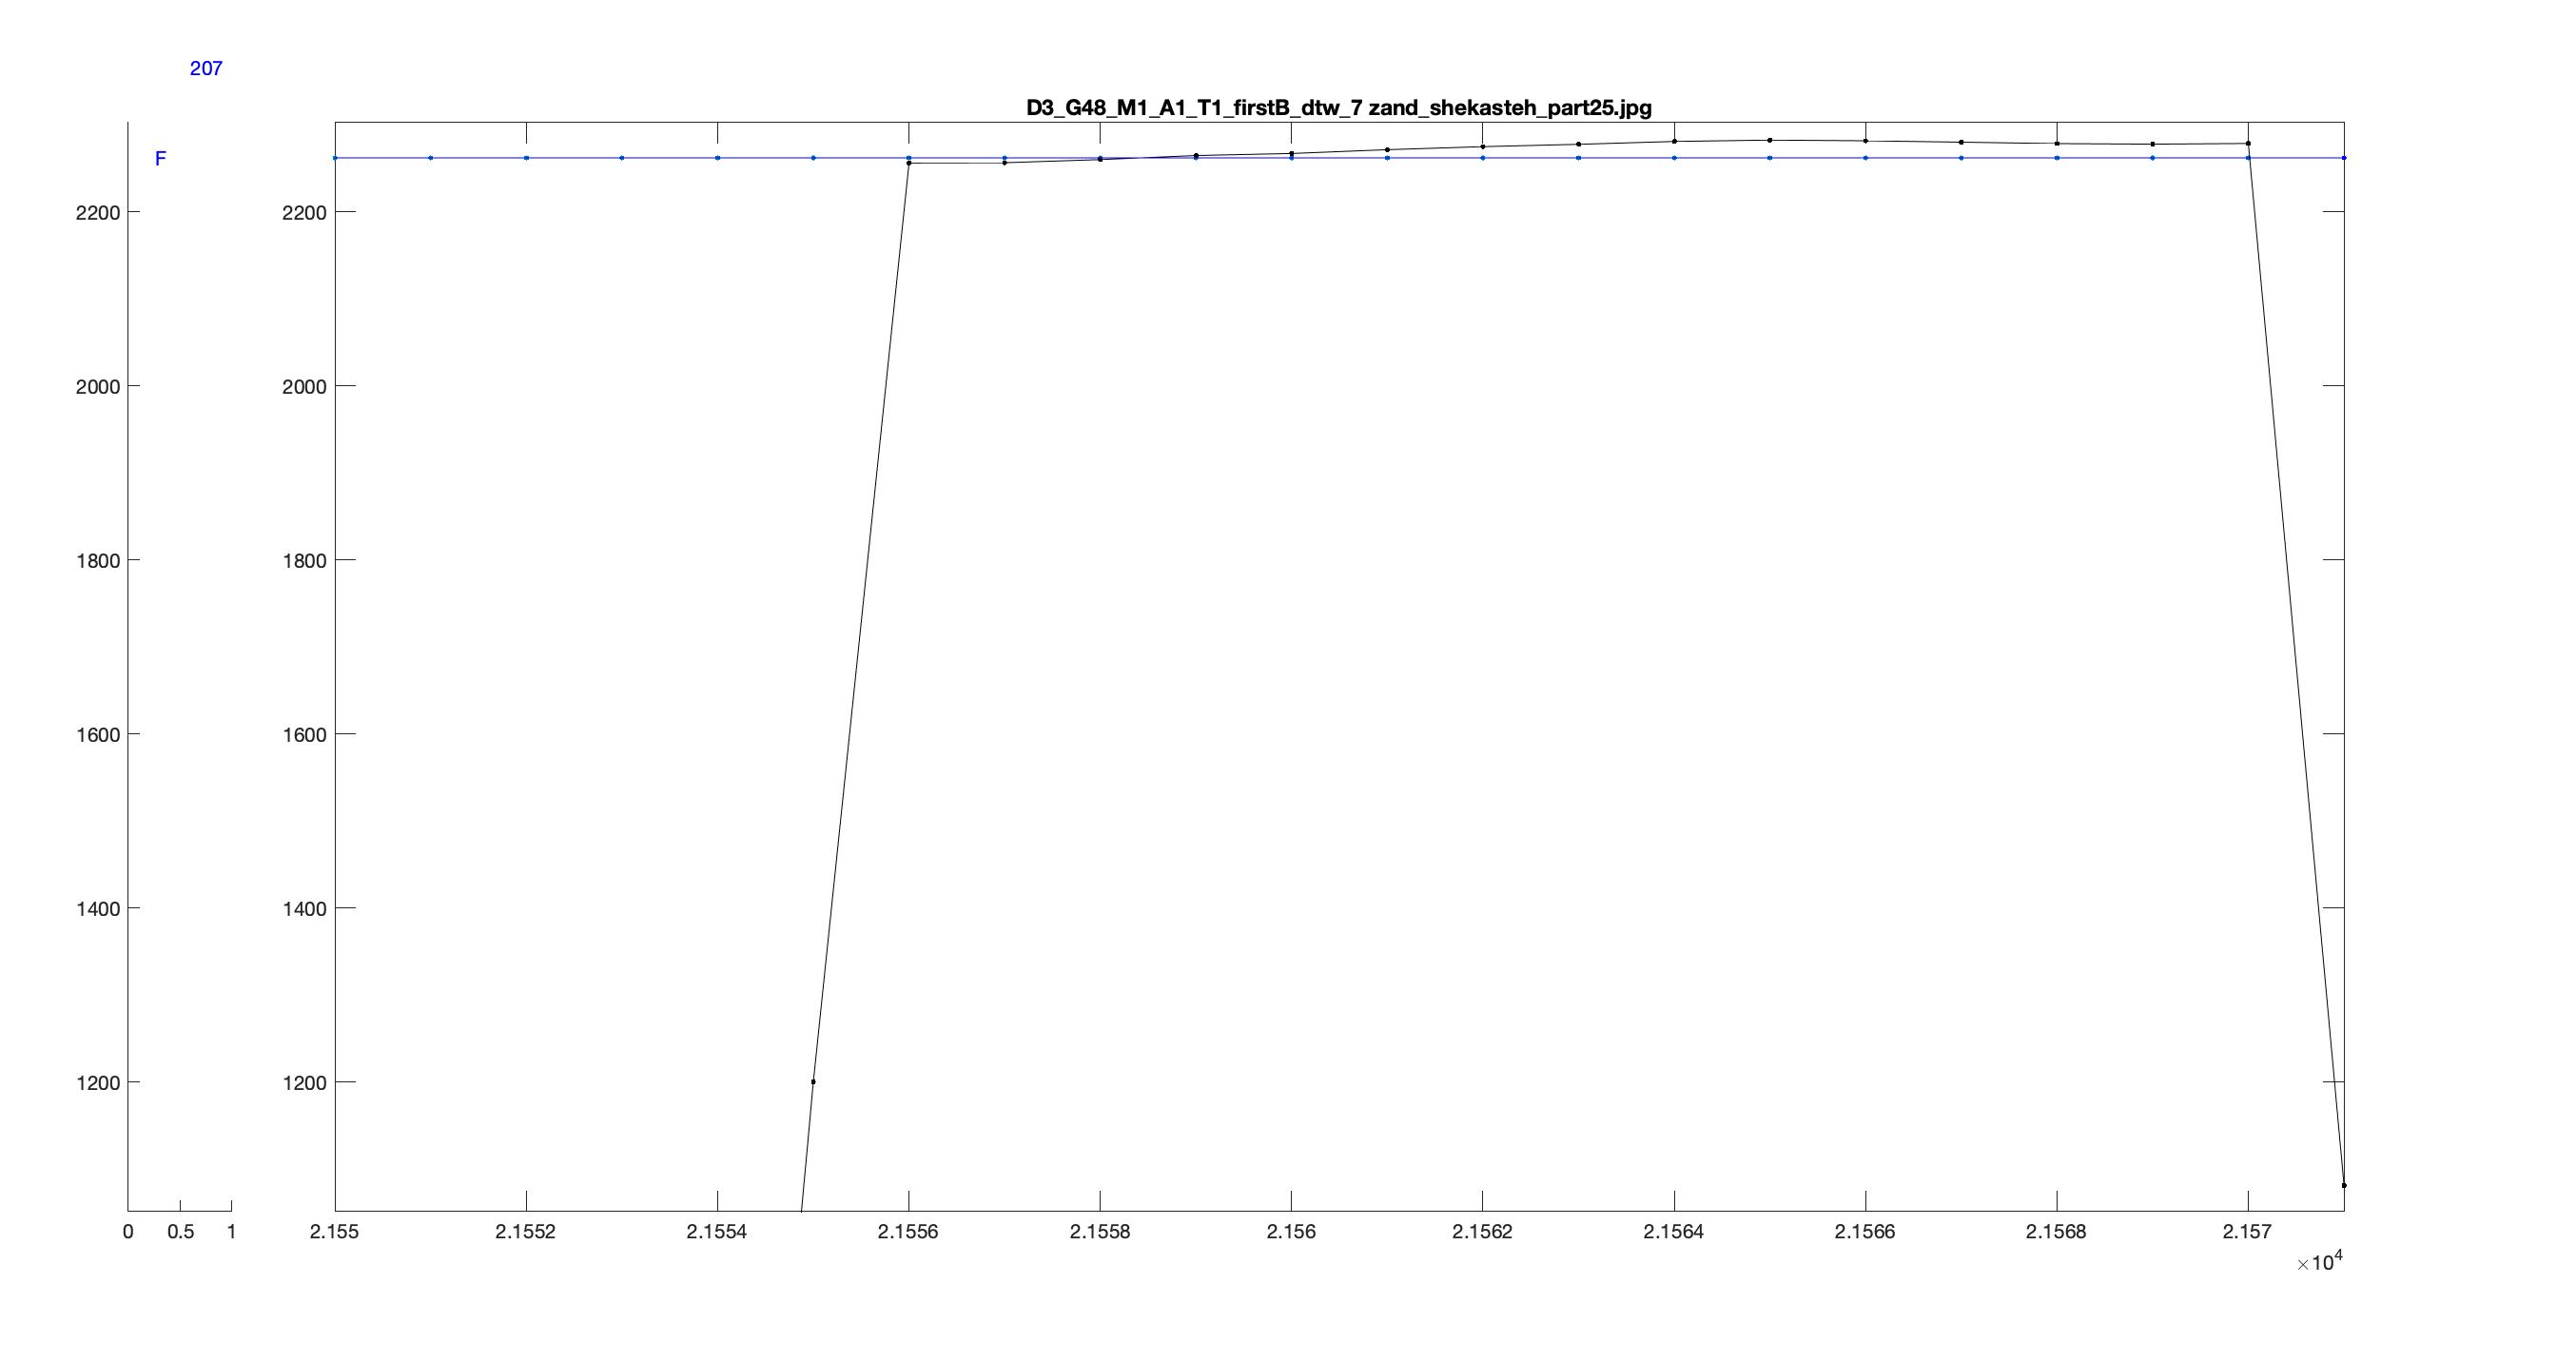 207
D3_G48_M1_A1_T1_firstB_dtw_7 zand_shekasteh_part25.jpg
F
2200 2200
2000 2000
1800 1800
1600 1600
1400 1400
1200 1200
0 0.5 1 2.155 2.1552 2.1554 2.1556 2.1558 2.156 2.1562 2.1564 2.1566 2.1568 2.157
×10⁴